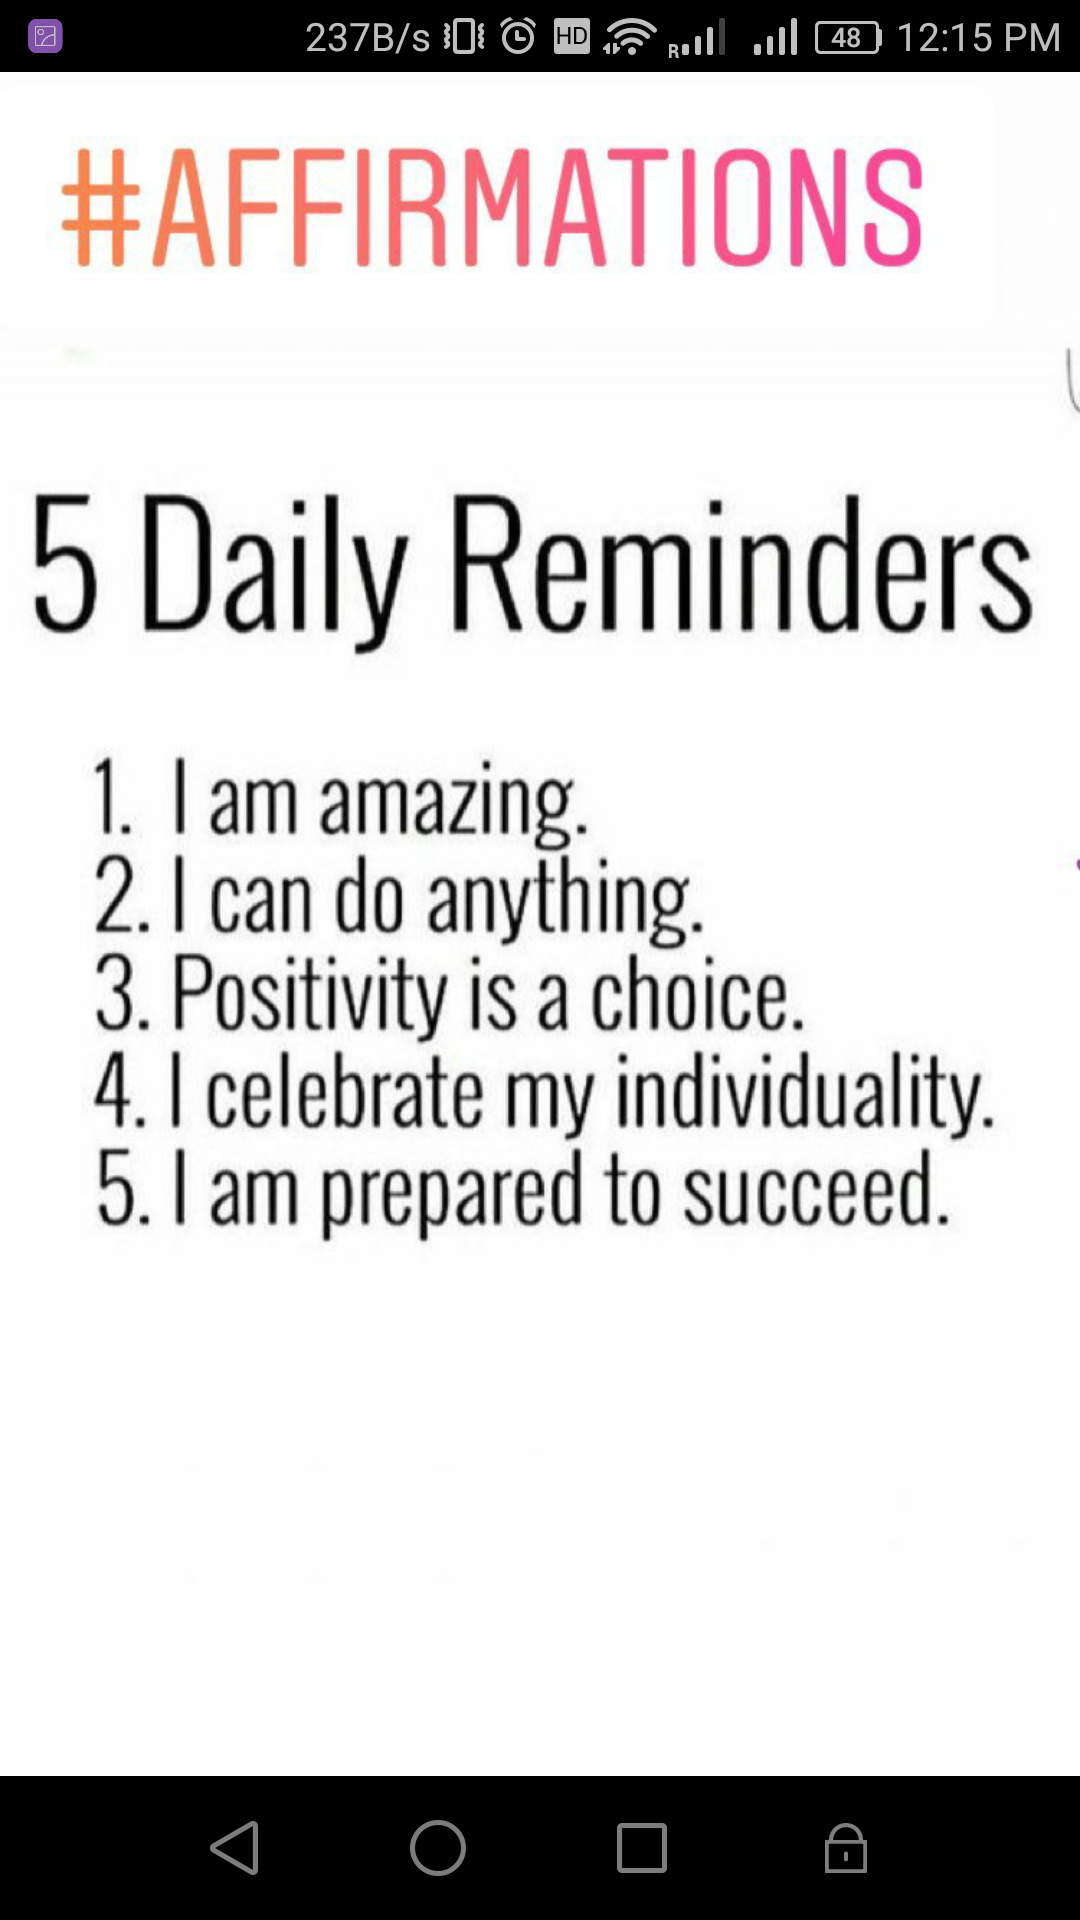 237B/s HD R 48 12:15 PM
#AFFIRMATIONS
5 Daily Reminders
1. I am amazing.
2. I can do anything.
3. Positivity is a choice.
4. I celebrate my individuality.
5. I am prepared to succeed.